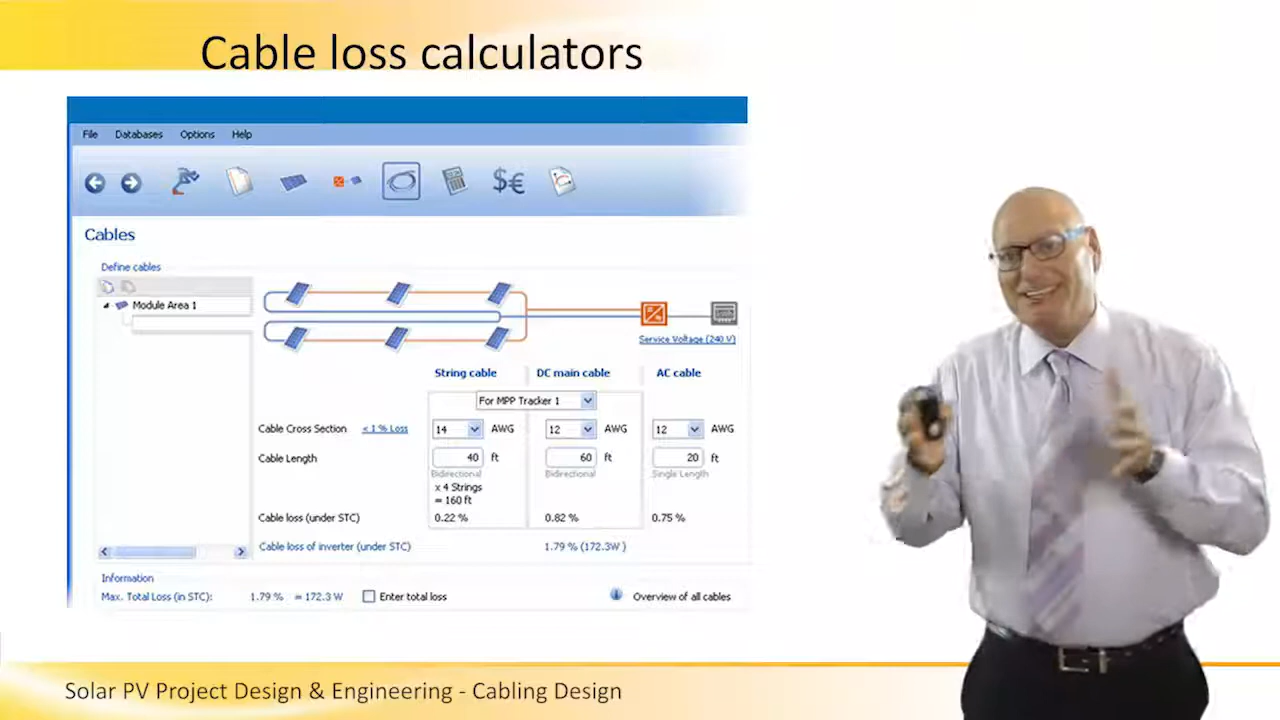 Cable loss calculators
File Databases Options Help
$€
Cables
Define cables
Module Area 1
Service Voltage (240 V)
String cable DC main cable AC cable
For MPP Tracker 1
Cable Cross Section < 1 % Loss 14 AWG 12 AWG 12 AWG
Cable Length 40 ft 60 ft 20 ft
Bidirectional Bidirectional Single Length
x 4 Strings
= 160 ft
Cable loss (under STC) 0.22 % 0.82 % 0.75 %
Cable loss of inverter (under STC) 1.79 % (172.3W )
Information
Max. Total Loss (in STC): 1.79 % = 172.3 W Enter total loss Overview of all cables
Solar PV Project Design & Engineering - Cabling Design